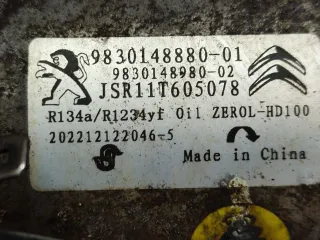 9830148880-01
9830148980-02
JSR11T605078
R134a/R1234yf Oil ZEROL-HD100
202212122046-5
Made in China